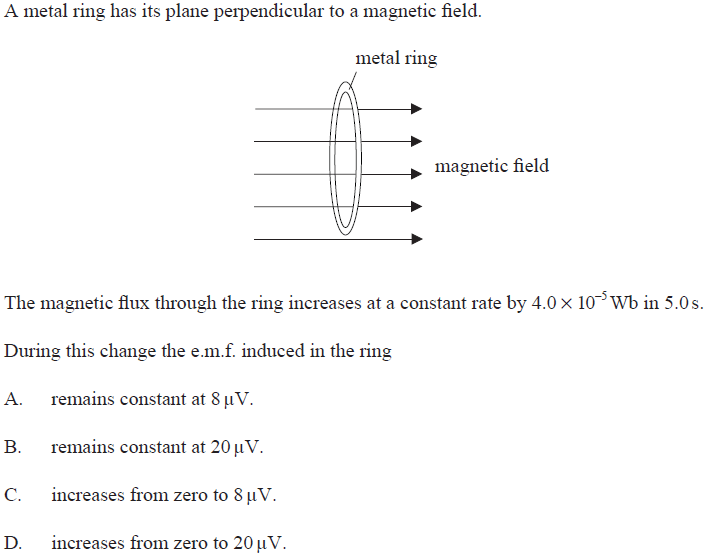 A metal ring has its plane perpendicular to a magnetic field.
metal ring
magnetic field
The magnetic flux through the ring increases at a constant rate by 4.0 × 10⁻⁵ Wb in 5.0 s.
During this change the e.m.f. induced in the ring
A. remains constant at 8 μV.
B. remains constant at 20 μV.
C. increases from zero to 8 μV.
D. increases from zero to 20 μV.